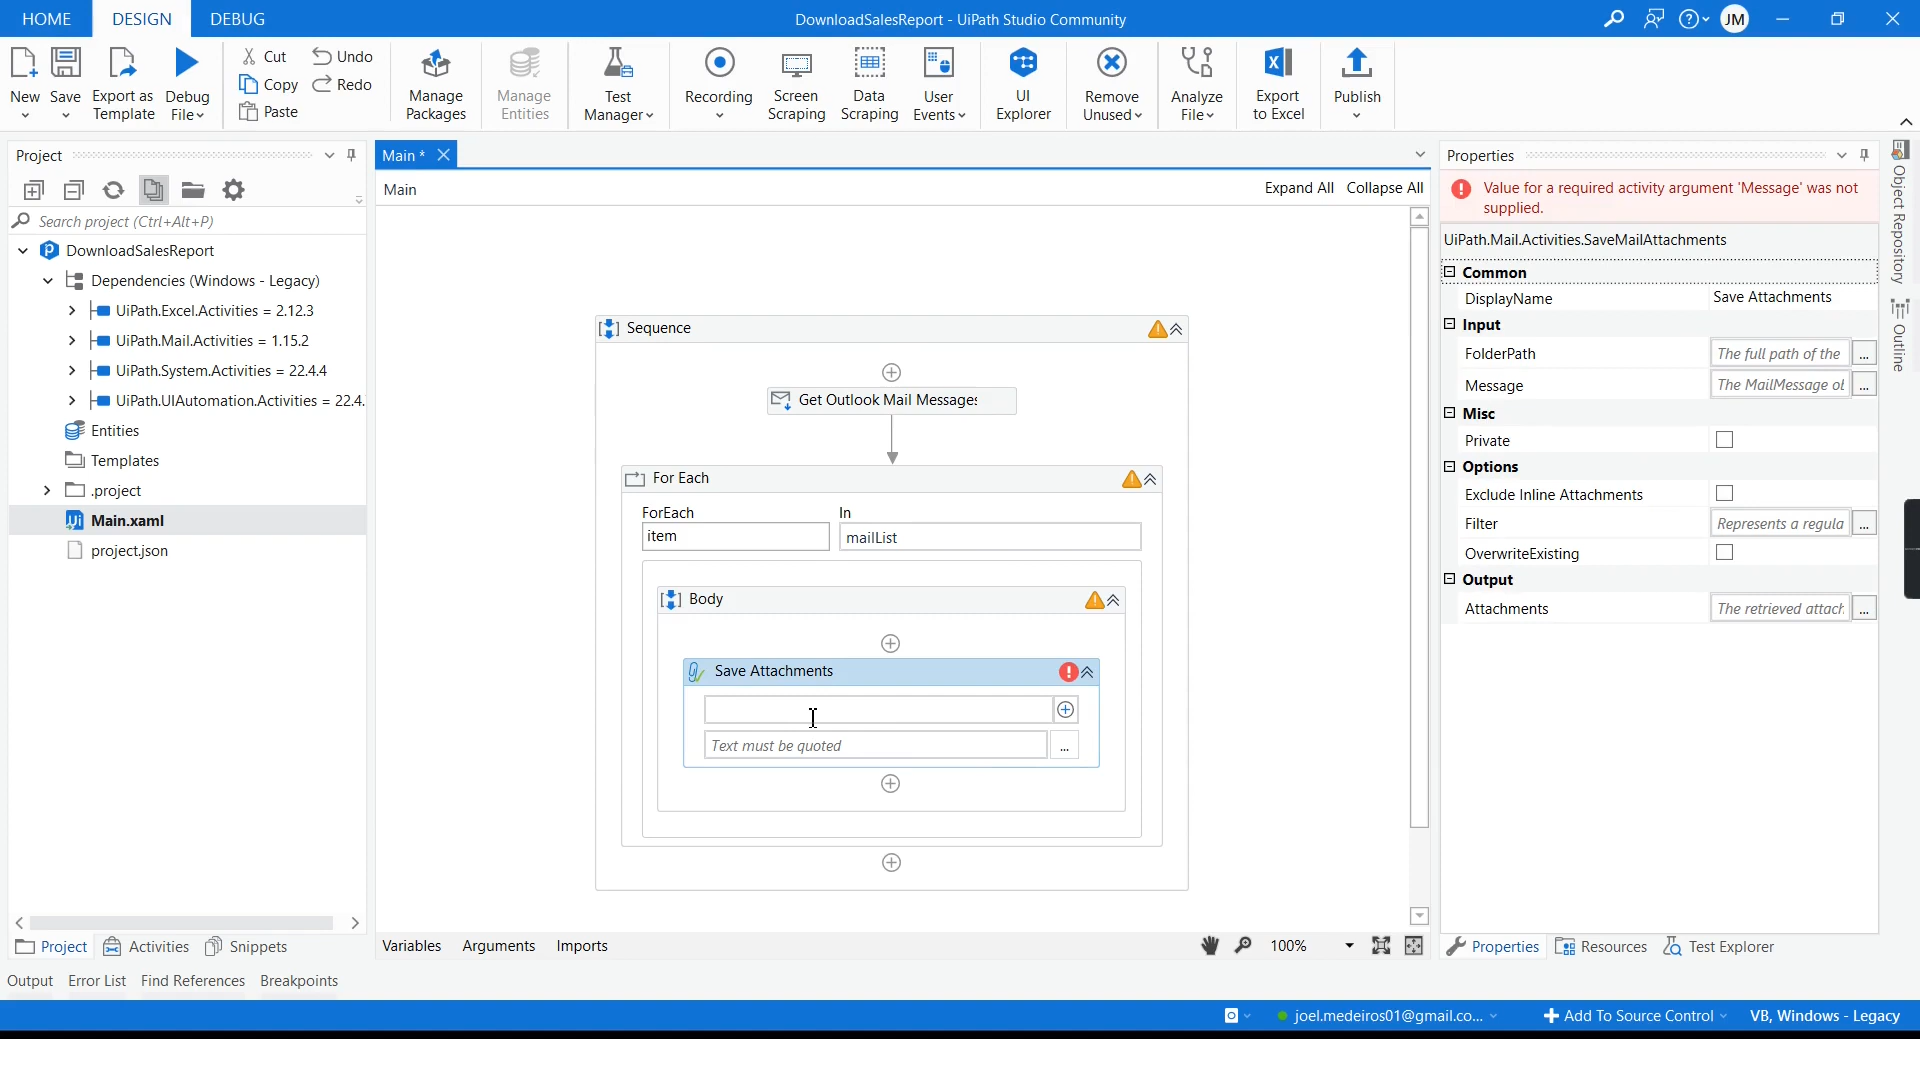 HOME
DESIGN
DEBUG
DownloadSalesReport - UiPath Studio Community
JM
New
Save
Export as
Template
Debug
File
Cut
Copy
Paste
Undo
Redo
Manage
Packages
Manage
Entities
Test
Manager
Recording
Screen
Scraping
Data
Scraping
User
Events
UI
Explorer
Remove
Unused
Analyze
File
Export
to Excel
Publish
Project
Search project (Ctrl+Alt+P)
DownloadSalesReport
Dependencies (Windows - Legacy)
UiPath.Excel.Activities = 2.12.3
UiPath.Mail.Activities = 1.15.2
UiPath.System.Activities = 22.4.4
UiPath.UIAutomation.Activities = 22.4.
Entities
Templates
.project
Main.xaml
project.json
Project
Activities
Snippets
Main *
Main
Expand All
Collapse All
Sequence
Get Outlook Mail Messages
For Each
ForEach
In
item
mailList
Body
Save Attachments
Text must be quoted
...
Variables
Arguments
Imports
100%
Properties
Value for a required activity argument 'Message' was not
supplied.
UiPath.Mail.Activities.SaveMailAttachments
Common
DisplayName
Save Attachments
Input
FolderPath
The full path of the
...
Message
The MailMessage ob
...
Misc
Private
Options
Exclude Inline Attachments
Filter
Represents a regula
...
OverwriteExisting
Output
Attachments
The retrieved attach
...
Properties
Resources
Test Explorer
Object Repository
Outline
Output
Error List
Find References
Breakpoints
joel.medeiros01@gmail.co...
Add To Source Control
VB, Windows - Legacy